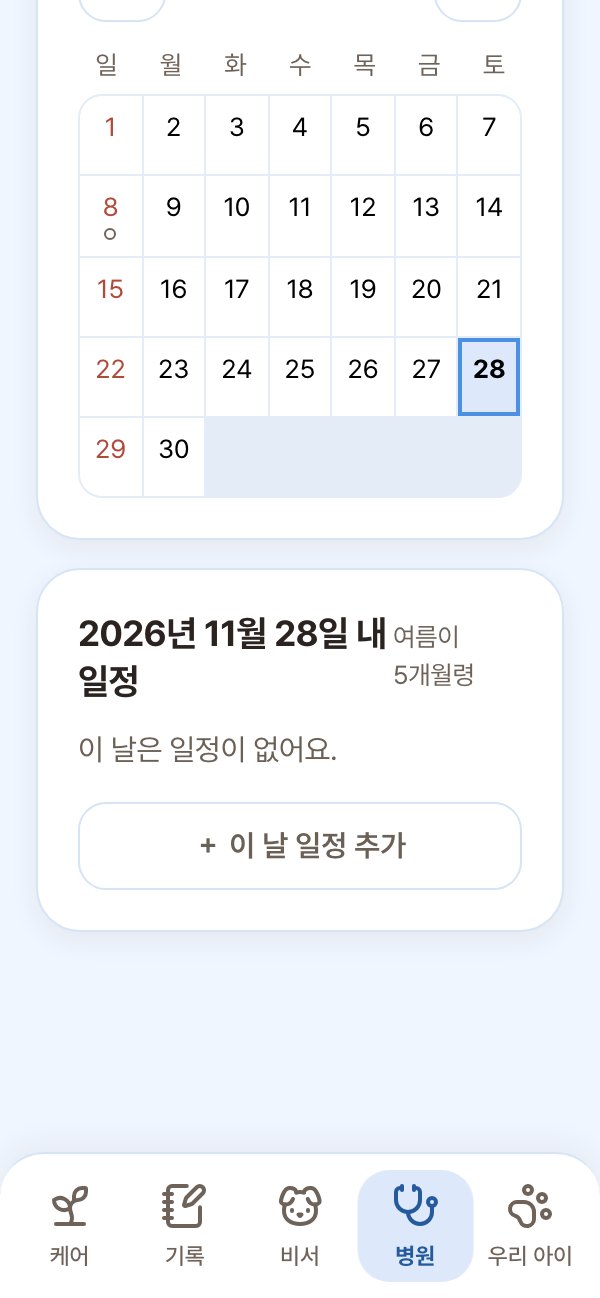 일 월 화 수 목 금 토
1 2 3 4 5 6 7
8 9 10 11 12 13 14
15 16 17 18 19 20 21
22 23 24 25 26 27 28
29 30
2026년 11월 28일 내 여름이
일정 5개월령
이 날은 일정이 없어요.
+ 이 날 일정 추가
케어 기록 비서 병원 우리 아이